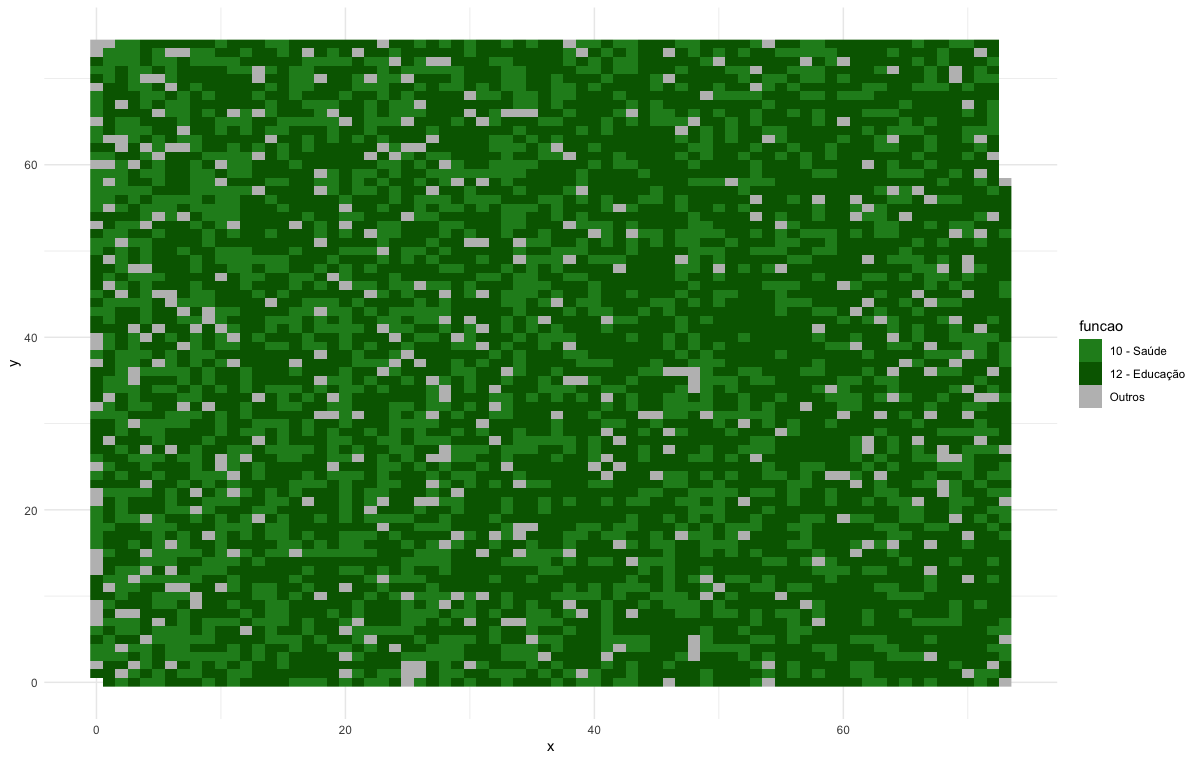 60
40
20
0
y
0 20 40 60
x
funcao
10 - Saúde
12 - Educação
Outros